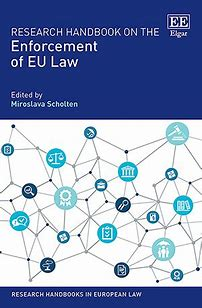 EE
Elgar
RESEARCH HANDBOOK ON THE
Enforcement
of EU Law
Edited by
Miroslava Scholten
RESEARCH HANDBOOKS IN EUROPEAN LAW